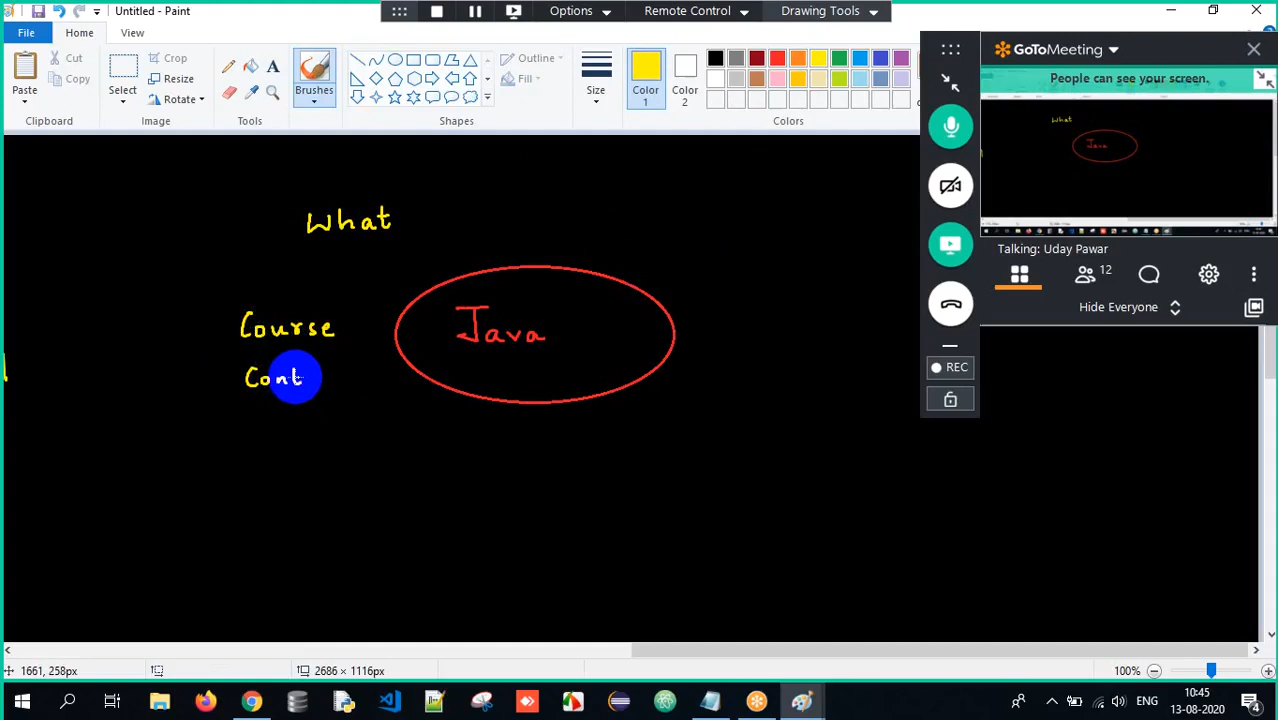 Untitled - Paint
Options
Remote Control
Drawing Tools
File
Home
View
Paste
Cut
Copy
Clipboard
Select
Crop
Resize
Rotate
Image
A
Tools
Brushes
Outline
Fill
Shapes
Size
Color
1
Color
2
Colors
GoToMeeting
People can see your screen.
What
Java
Talking: Uday Pawar
12
Hide Everyone
REC
What
Java
Course
Cont
1661, 258px
2686 × 1116px
100%
ENG
10:45
13-08-2020
4